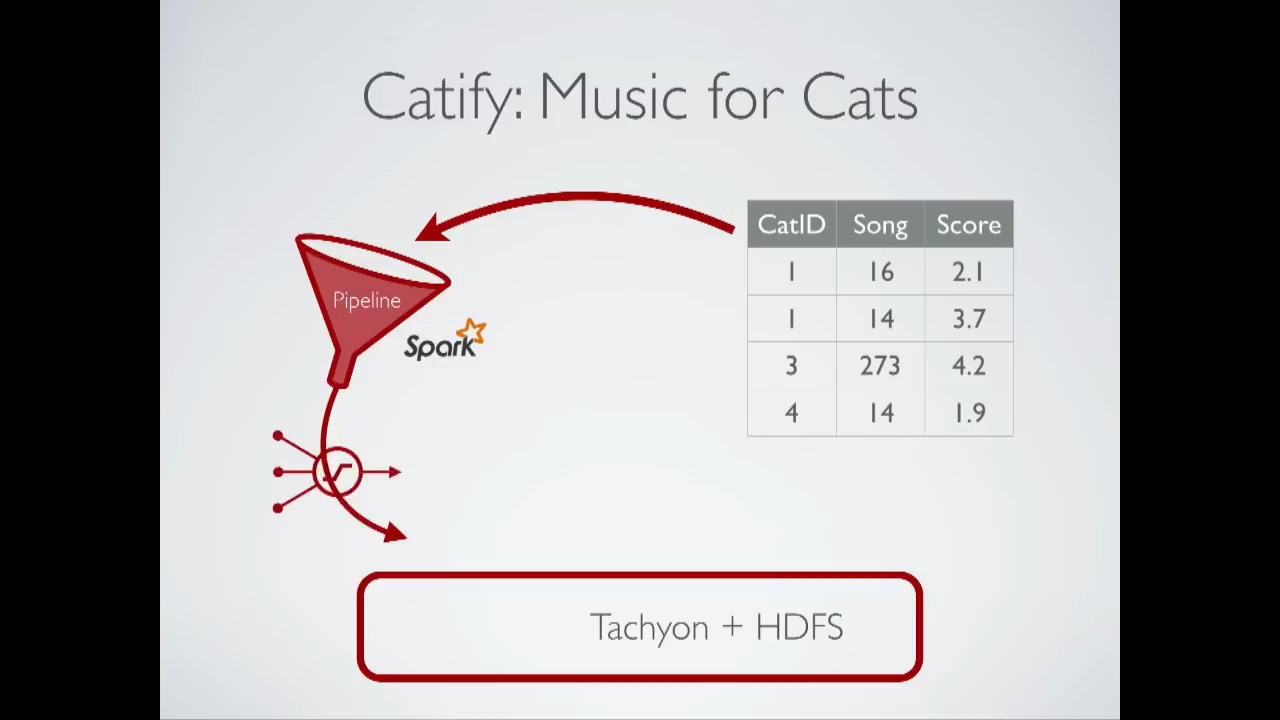 Catify: Music for Cats
CatID Song Score
1 16 2.1
1 14 3.7
3 273 4.2
4 14 1.9
Pipeline
Spark
Tachyon + HDFS